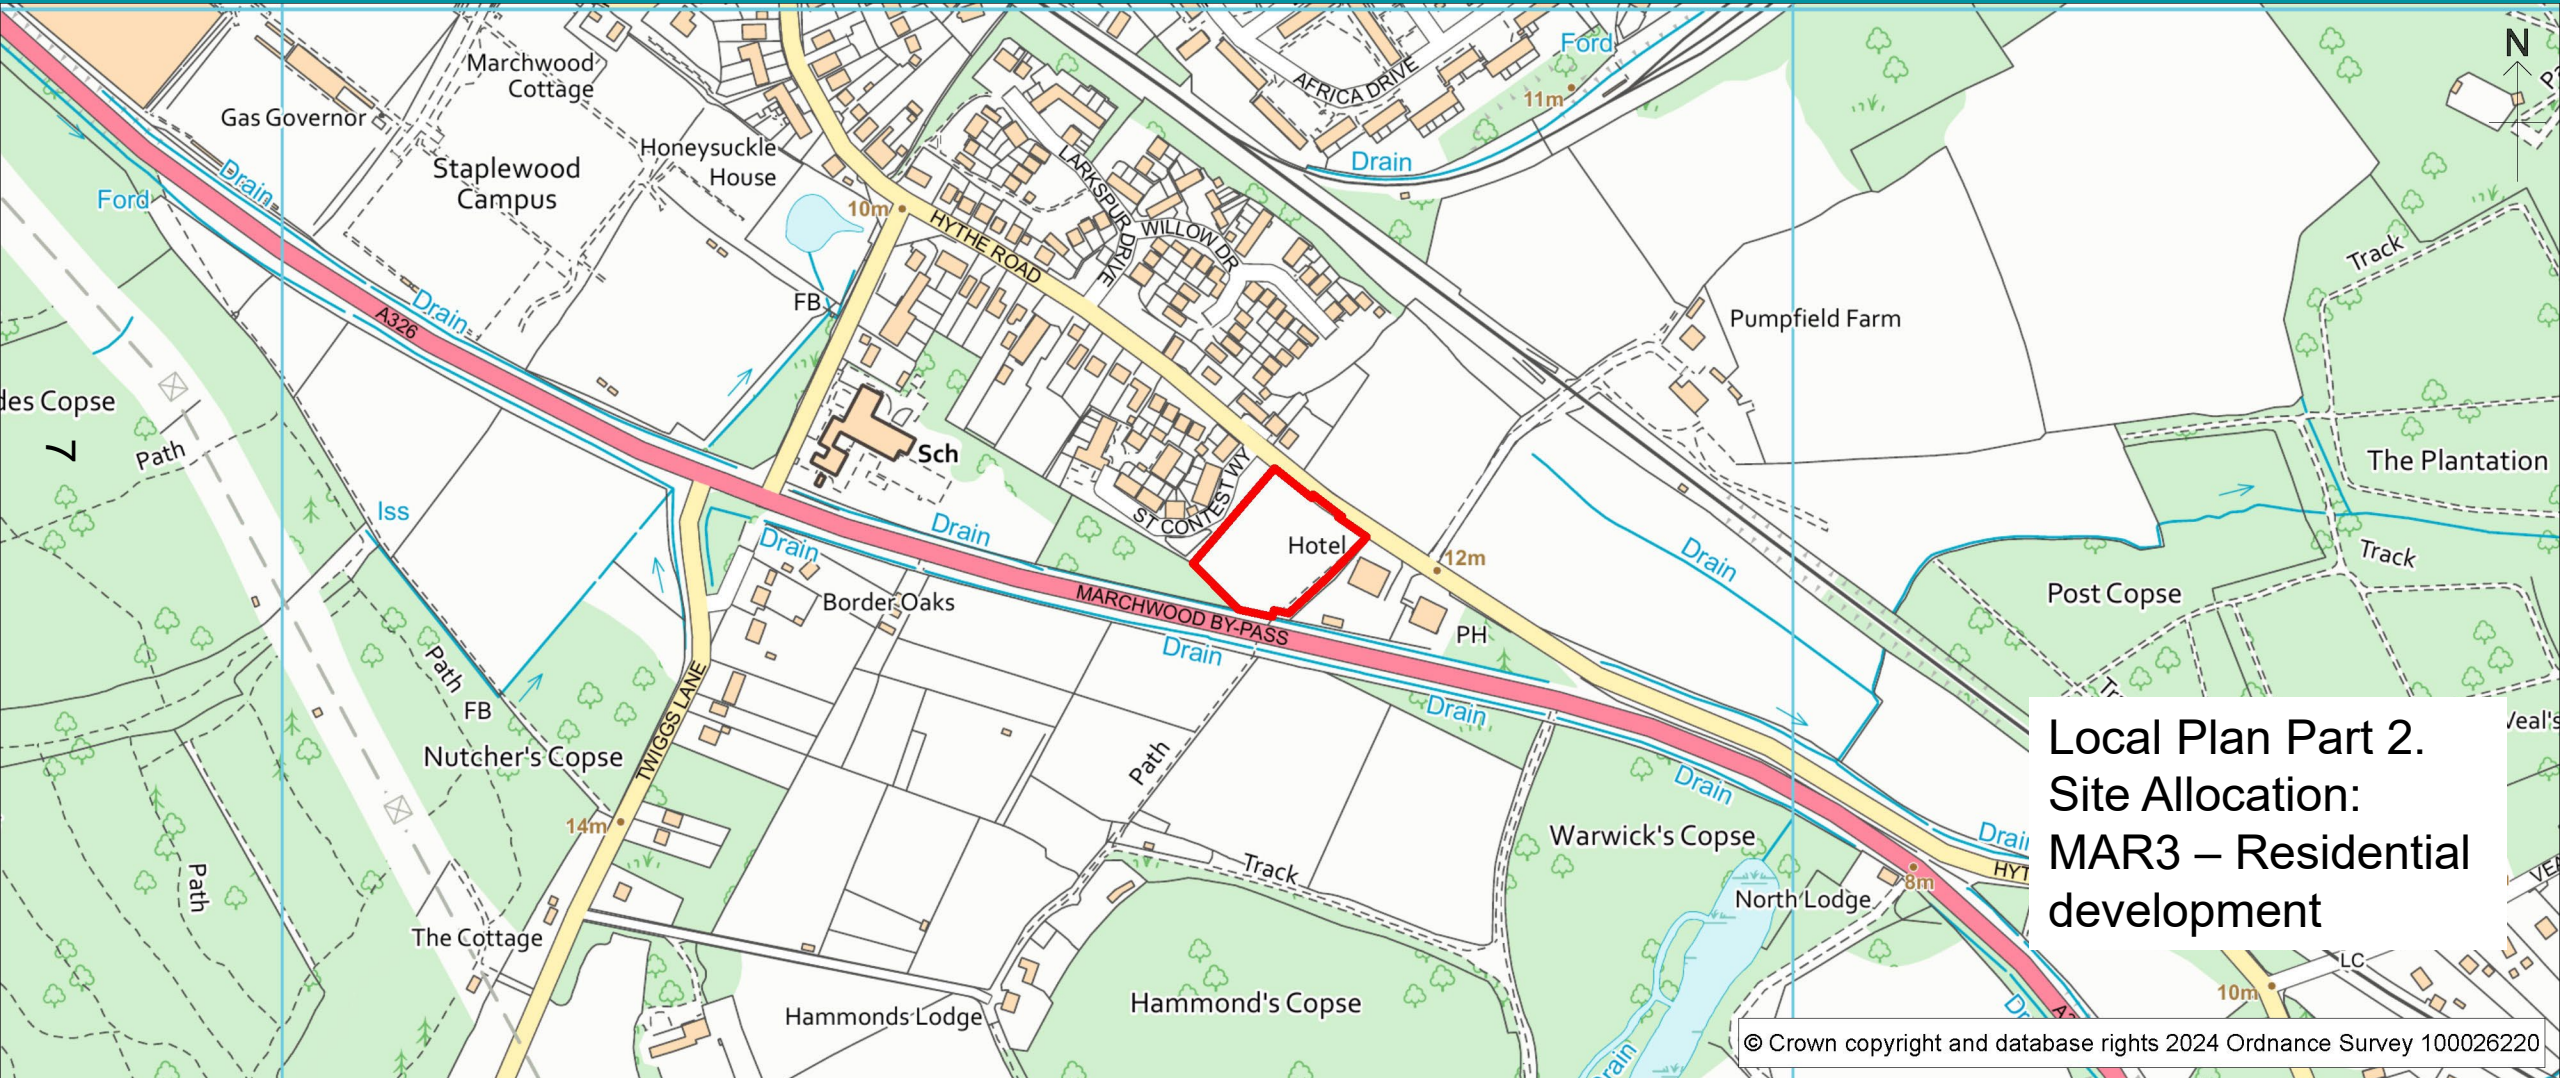 Marchwood
Cottage
Gas Governor
Honeysuckle
House
Staplewood
Campus
Ford
Drain
10m
HYTHE ROAD
LARKSPUR DRIVE
WILLOW DR
AFRICA DRIVE
Ford
11m
Drain
N
Track
Pumpfield Farm
FB
A326
Drain
des Copse
7
Path
Iss
Sch
ST CONTEST WY
Hotel
12m
PH
Drain
Drain
Border Oaks
MARCHWOOD BY-PASS
Drain
Drain
Drain
The Plantation
Track
Post Copse
Path
FB
Nutcher's Copse
TWIGGS LANE
14m
Path
Path
Track
Drain
Warwick's Copse
North Lodge
8m
Drain
HYT
Veal's
Local Plan Part 2.
Site Allocation:
MAR3 – Residential
development
The Cottage
Hammonds Lodge
Hammond's Copse
LC
10m
© Crown copyright and database rights 2024 Ordnance Survey 100026220